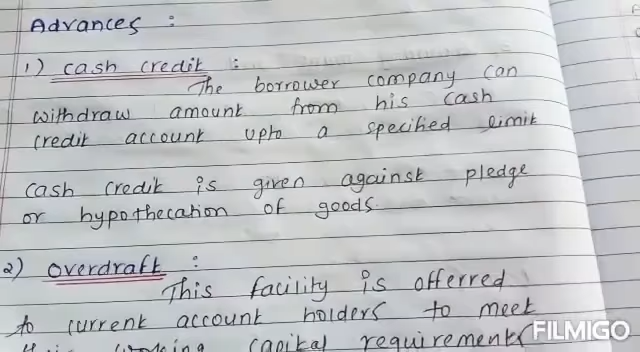 Advances :
1) cash credit :
The borrower company can
withdraw amount from his cash
credit account upto a specified limit
cash credit is given against pledge
or hypothecation of goods.
2) overdraft :
This facility is offerred
to current account holders to meet
working capital requirements
FILMIGO